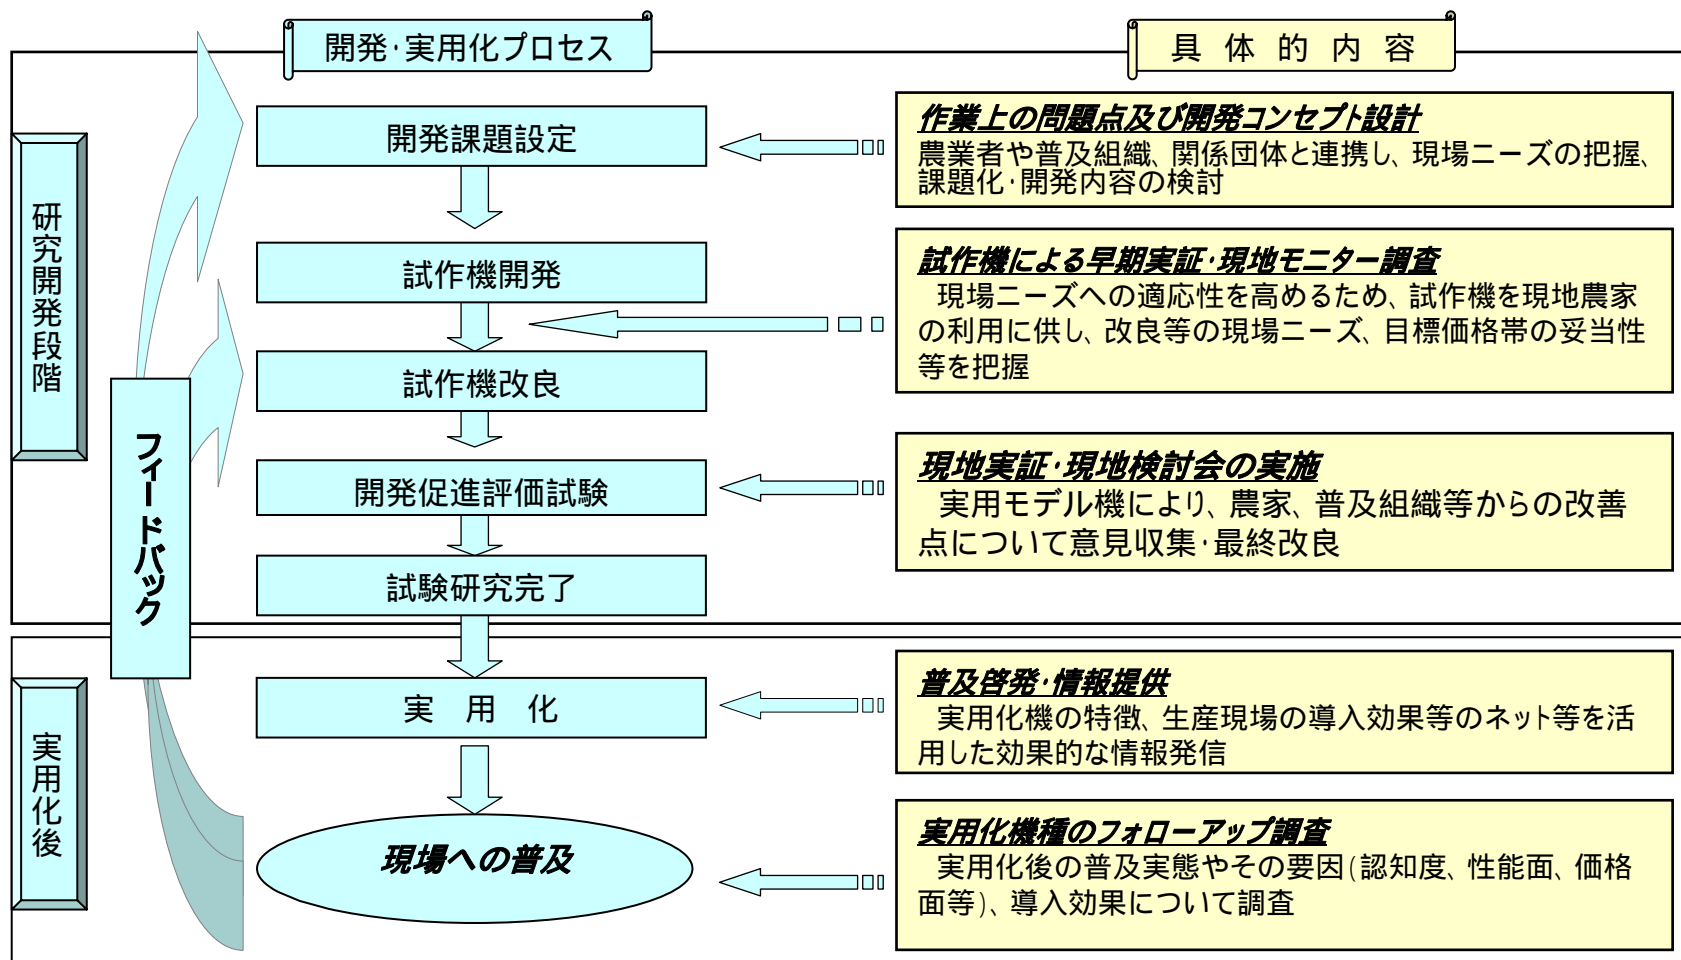 開発・実用化プロセス
具体的内容
研究開発段階
開発課題設定
試作機開発
試作機改良
開発促進評価試験
試験研究完了
フィードバック
実用化後
実用化
現場への普及
作業上の問題点及び開発コンセプト設計
農業者や普及組織、関係団体と連携し、現場ニーズの把握、
課題化・開発内容の検討
試作機による早期実証・現地モニター調査
現場ニーズへの適応性を高めるため、試作機を現地農家
の利用に供し、改良等の現場ニーズ、目標価格帯の妥当性
等を把握
現地実証・現地検討会の実施
実用モデル機により、農家、普及組織等からの改善
点について意見収集・最終改良
普及啓発・情報提供
実用化機の特徴、生産現場の導入効果等のネット等を活
用した効果的な情報発信
実用化機種のフォローアップ調査
実用化後の普及実態やその要因(認知度、性能面、価格
面等)、導入効果について調査